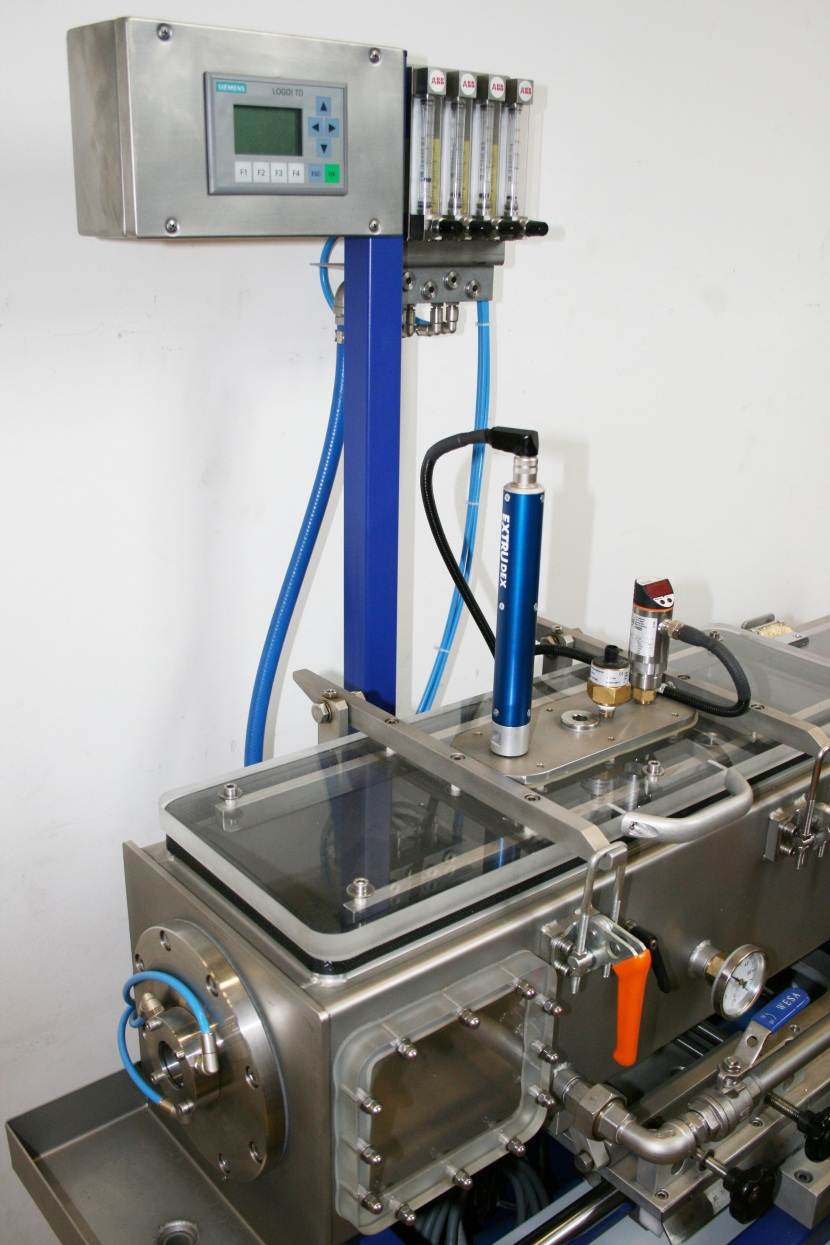 SIEMENS
LOGO! TD
F1 F2 F3 F4 ESC OK
ABB ABB ABB ABB
EXTRUDEX
WESA